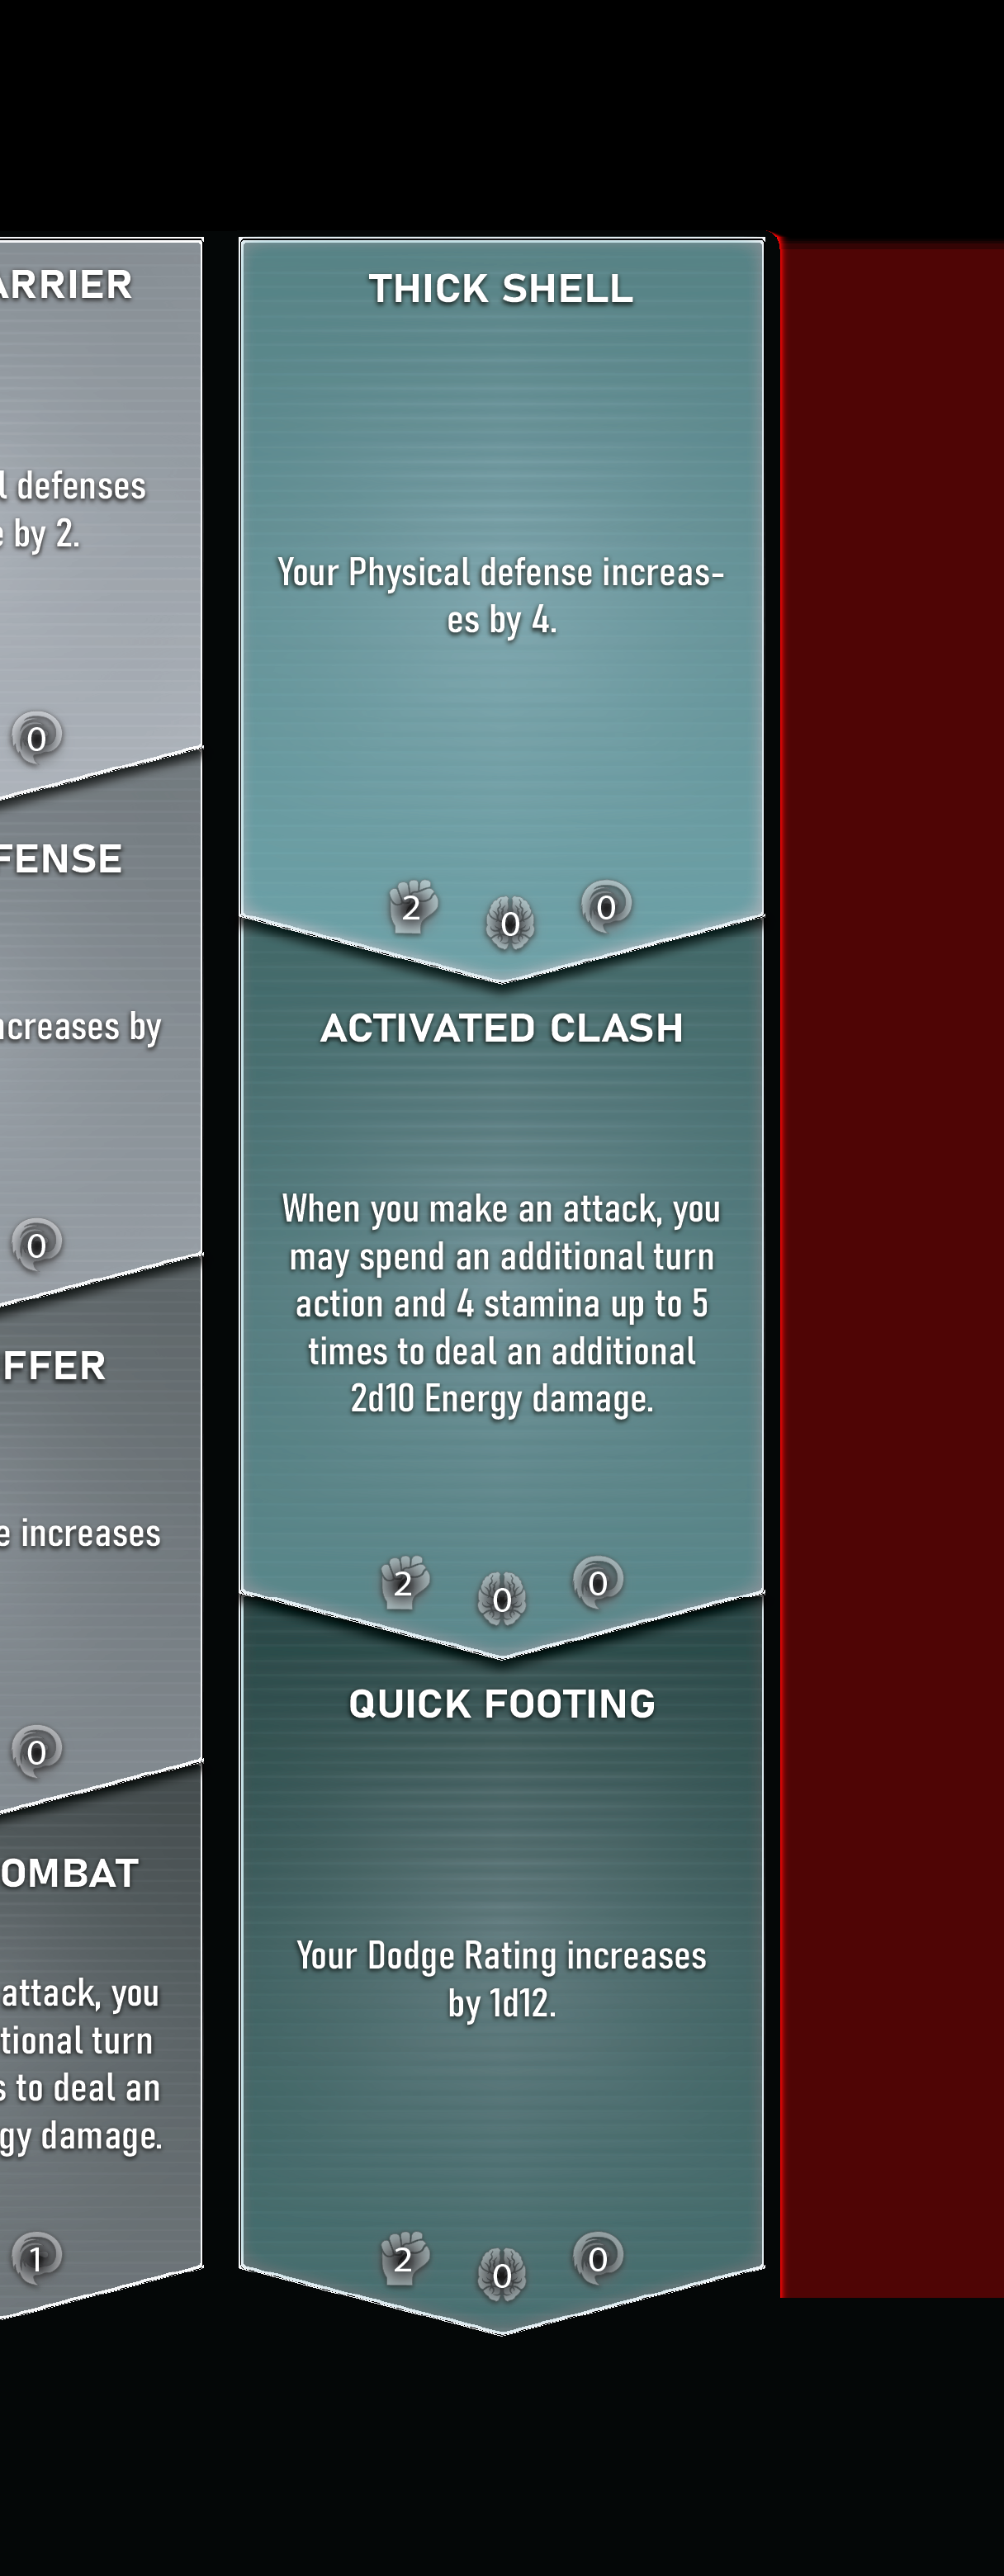 ARRIER
l defenses
e by 2.
0
FENSE
ncreases by
0
FFER
e increases
0
OMBAT
attack, you
tional turn
s to deal an
gy damage.
1
THICK SHELL
Your Physical defense increas-
es by 4.
2 0 0
ACTIVATED CLASH
When you make an attack, you
may spend an additional turn
action and 4 stamina up to 5
times to deal an additional
2d10 Energy damage.
2 0 0
QUICK FOOTING
Your Dodge Rating increases
by 1d12.
2 0 0